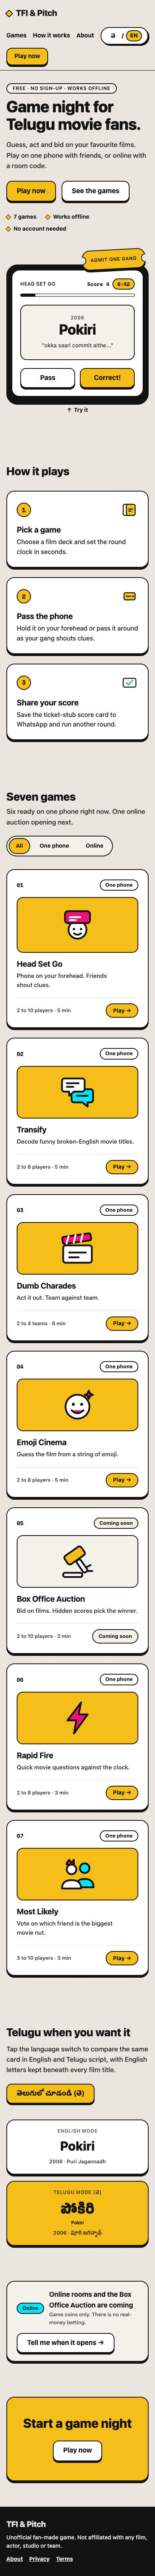 TFI & Pitch
Games How it works About
త / EN
Play now
FREE · NO SIGN-UP · WORKS OFFLINE
Game night for
Telugu movie fans.
Guess, act and bid on your favourite films.
Play on one phone with friends, or online with
a room code.
Play now
See the games
7 games
Works offline
No account needed
ADMIT ONE GANG
HEAD SET GO
Score 4
0:42
2006
Pokiri
"okka saari commit aithe..."
Pass
Correct!
↑ Try it
How it plays
1
Pick a game
Choose a film deck and set the round
clock in seconds.
2
Pass the phone
Hold it on your forehead or pass it around
as your gang shouts clues.
3
Share your score
Save the ticket-stub score card to
WhatsApp and run another round.
Seven games
Six ready on one phone right now. One online
auction opening next.
All
One phone
Online
01
One phone
Head Set Go
Phone on your forehead. Friends
shout clues.
2 to 10 players · 5 min
Play →
02
One phone
Transify
Decode funny broken-English movie titles.
2 to 8 players · 5 min
Play →
03
One phone
Dumb Charades
Act it out. Team against team.
2 to 4 teams · 8 min
Play →
04
One phone
Emoji Cinema
Guess the film from a string of emoji.
2 to 8 players · 5 min
Play →
05
Coming soon
Box Office Auction
Bid on films. Hidden scores pick the winner.
2 to 10 players · 3 min
Coming soon
06
One phone
Rapid Fire
Quick movie questions against the clock.
2 to 8 players · 3 min
Play →
07
One phone
Most Likely
Vote on which friend is the biggest
movie nut.
3 to 10 players · 3 min
Play →
Telugu when you want it
Tap the language switch to compare the same
card in English and Telugu script, with English
letters kept beneath every film title.
తెలుగులో చూడండి (తె)
ENGLISH MODE
Pokiri
2006 · Puri Jagannadh
TELUGU MODE (తె)
పోకిరి
Pokiri
2006 · పూరి జగన్నాథ్
Online
Online rooms and the Box
Office Auction are coming
Game coins only. There is no real-
money betting.
Tell me when it opens →
Start a game night
Play now
TFI & Pitch
Unofficial fan-made game. Not affiliated with any film,
actor, studio or team.
About Privacy Terms